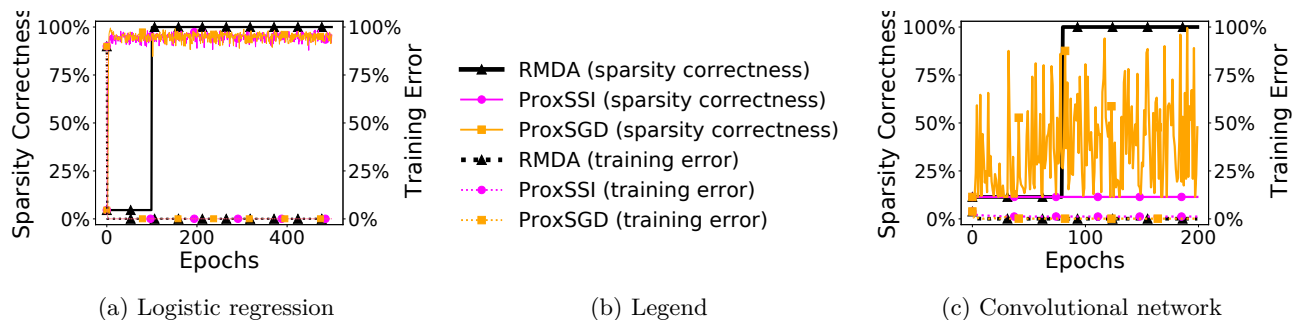 100%
75%
50%
25%
0%
Sparsity Correctness
0
200
400
Epochs
100%
75%
50%
25%
0%
Training Error
(a) Logistic regression
RMDA (sparsity correctness)
ProxSSI (sparsity correctness)
ProxSGD (sparsity correctness)
RMDA (training error)
ProxSSI (training error)
ProxSGD (training error)
(b) Legend
100%
75%
50%
25%
0%
Sparsity Correctness
0
100
200
Epochs
100%
75%
50%
25%
0%
Training Error
(c) Convolutional network